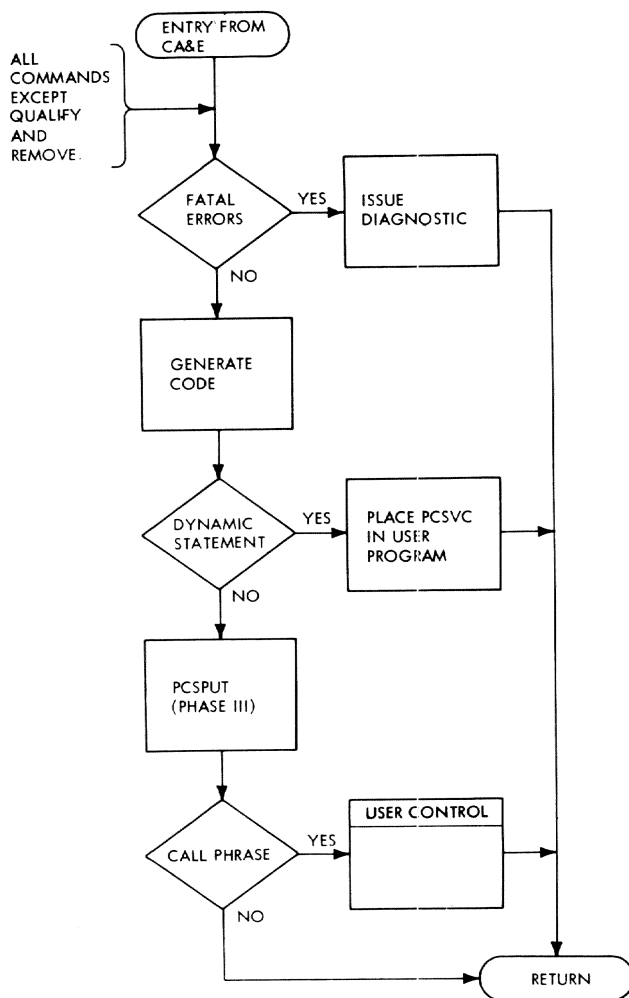 ENTRY FROM
CA&E
ALL
COMMANDS
EXCEPT
QUALIFY
AND
REMOVE.
FATAL
ERRORS
YES
ISSUE
DIAGNOSTIC
NO
GENERATE
CODE
DYNAMIC
STATEMENT
YES
PLACE PCSVC
IN USER
PROGRAM
NO
PCSPUT
(PHASE III)
CALL PHRASE
YES
USER CONTROL
NO
RETURN